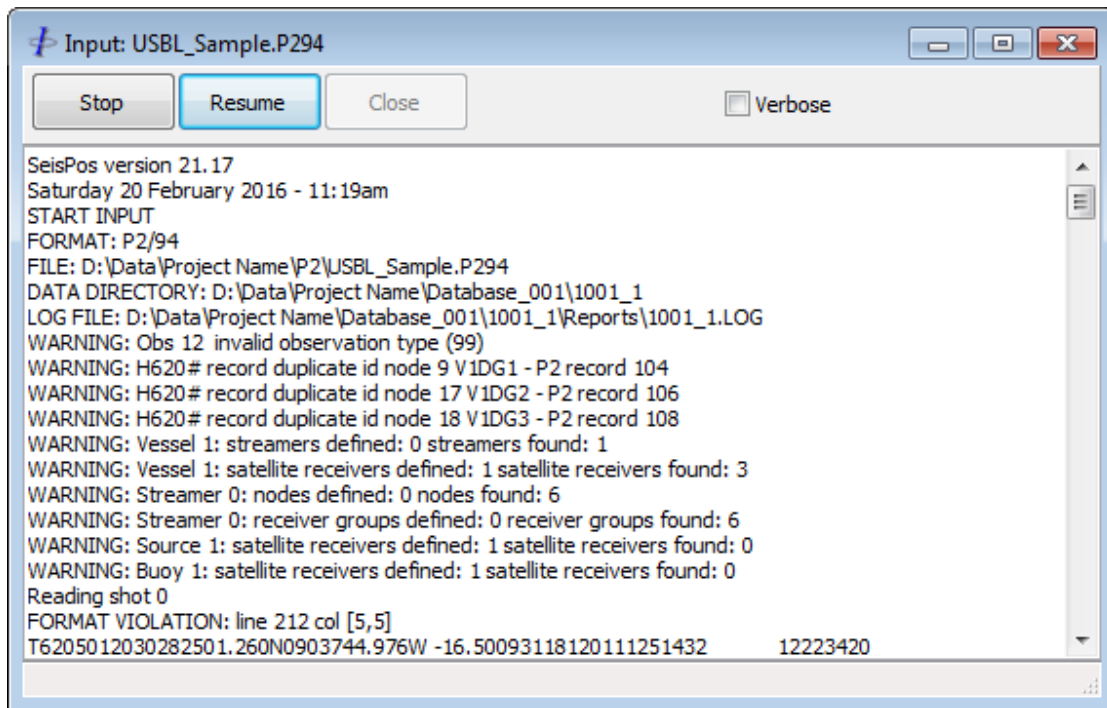 Input: USBL_Sample.P294
Stop Resume Close Verbose
SeisPos version 21.17
Saturday 20 February 2016 - 11:19am
START INPUT
FORMAT: P2/94
FILE: D:\Data\Project Name\P2\USBL_Sample.P294
DATA DIRECTORY: D:\Data\Project Name\Database_001\1001_1
LOG FILE: D:\Data\Project Name\Database_001\1001_1\Reports\1001_1.LOG
WARNING: Obs 12  invalid observation type (99)
WARNING: H620# record duplicate id node 9 V1DG1 - P2 record 104
WARNING: H620# record duplicate id node 17 V1DG2 - P2 record 106
WARNING: H620# record duplicate id node 18 V1DG3 - P2 record 108
WARNING: Vessel 1: streamers defined: 0 streamers found: 1
WARNING: Vessel 1: satellite receivers defined: 1 satellite receivers found: 3
WARNING: Streamer 0: nodes defined: 0 nodes found: 6
WARNING: Streamer 0: receiver groups defined: 0 receiver groups found: 6
WARNING: Source 1: satellite receivers defined: 1 satellite receivers found: 0
WARNING: Buoy 1: satellite receivers defined: 1 satellite receivers found: 0
Reading shot 0
FORMAT VIOLATION: line 212 col [5,5]
T6205012030282501.260N0903744.976W -16.50093118120111251432 12223420